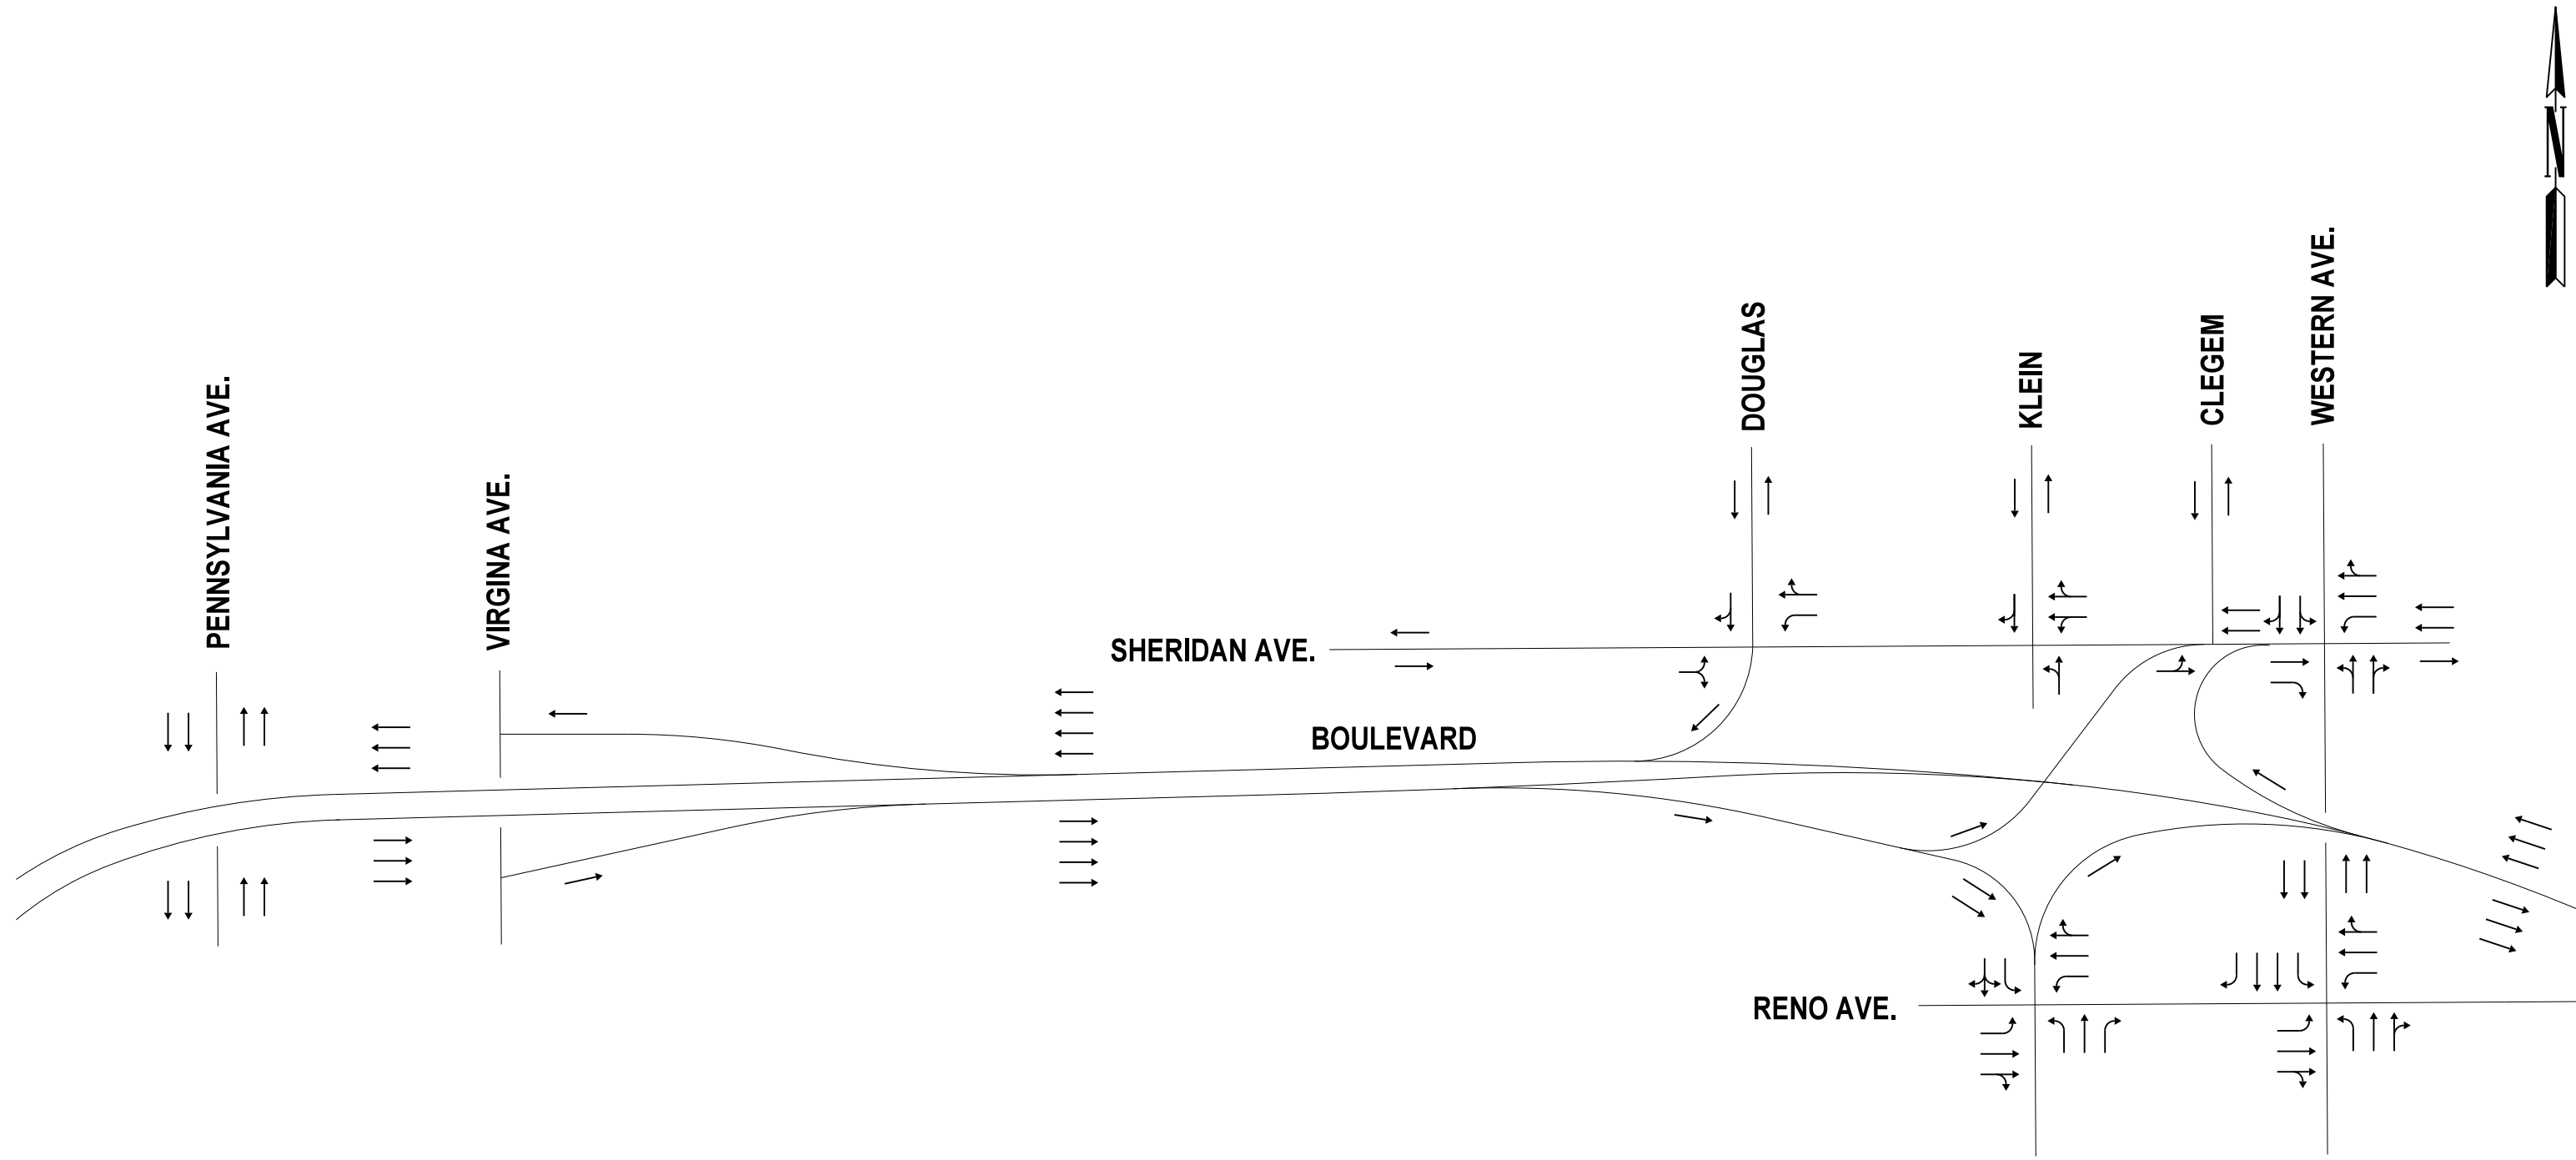 N
WESTERN AVE.
DOUGLAS
CLEGEM
KLEIN
PENNSYLVANIA AVE.
VIRGINA AVE.
SHERIDAN AVE.
BOULEVARD
RENO AVE.